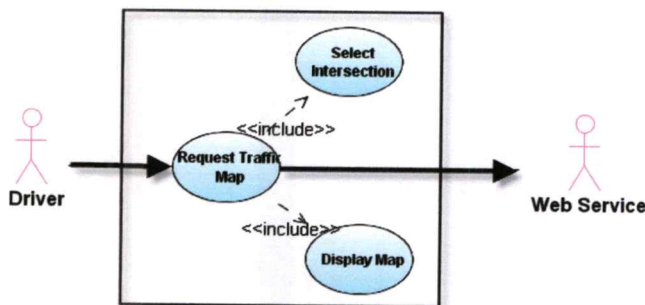 Select
Intersection
<<include>>
Request Traffic
Map
Driver
Web Service
<<include>>
Display Map